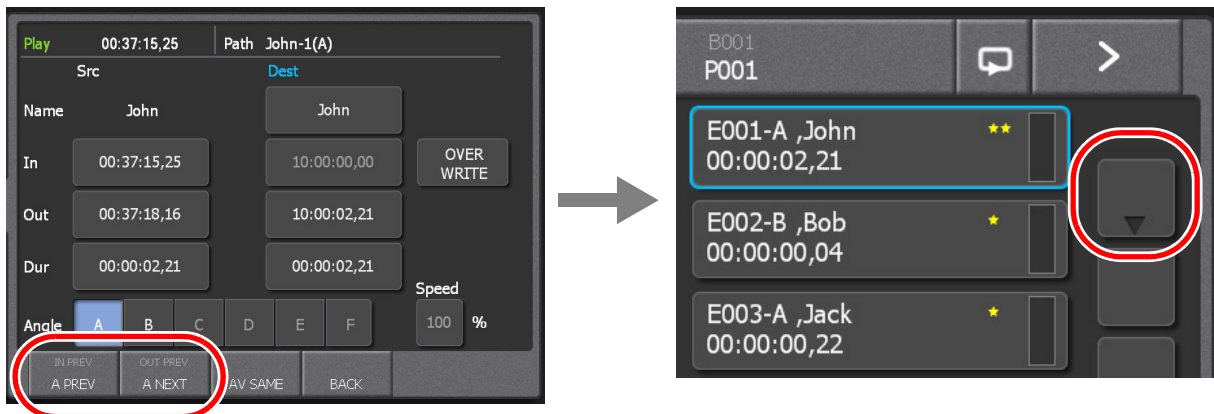 Play 00:37:15,25 Path John-1(A)
Src Dest
Name John John
In 00:37:15,25 10:00:00,00 OVER
WRITE
Out 00:37:18,16 10:00:02,21
Dur 00:00:02,21 00:00:02,21
Speed
Angle A B C D E F 100 %
IN PREV OUT PREV
A PREV A NEXT AV SAME BACK
B001
P001
E001-A ,John
00:00:02,21
E002-B ,Bob
00:00:00,04
E003-A ,Jack
00:00:00,22